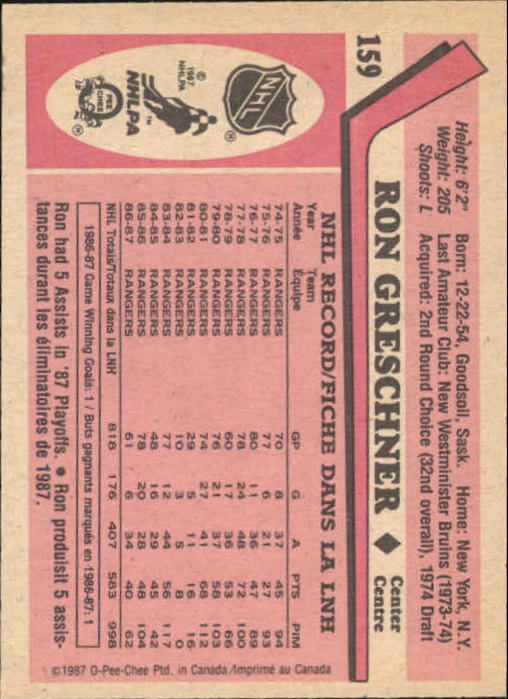 159
Height: 6'2" Born: 12-22-54, Goodsoil, Sask. Home: New York, N.Y.
Weight: 205 Last Amateur Club: New Westminister Bruins (1973-74)
Shoots: L Acquired: 2nd Round Choice (32nd overall), 1974 Draft
RON GRESCHNER ◆ Center
Centre
NHL RECORD/FICHE DANS LA LNH
Year Team GP G A PTS PIM
Année Équipe
74-75 RANGERS 70 8 37 45 94
75-76 RANGERS 77 6 21 27 93
76-77 RANGERS 80 11 36 47 89
77-78 RANGERS 78 24 48 72 100
78-79 RANGERS 60 17 36 53 66
79-80 RANGERS 76 21 37 58 103
80-81 RANGERS 74 27 41 68 112
81-82 RANGERS 29 5 11 16 16
82-83 RANGERS 10 3 5 8 0
83-84 RANGERS 77 12 44 56 117
84-85 RANGERS 48 16 29 45 42
85-86 RANGERS 78 20 28 48 104
86-87 RANGERS 61 6 34 40 62
NHL Totals/Totaux dans la LNH 818 176 407 583 998
1986-87 Game Winning Goals: 1 / Buts gagnants marqués en 1986-87: 1
Ron had 5 Assists in '87 Playoffs. ● Ron produisit 5 assis-
tances durant les éliminatoires de 1987.
NHL
®
© 1987
NHLPA
NHLPA
™
O
PEE
CHEE
®
©1987 O-Pee-Chee Ptd. in Canada/Imprimé au Canada